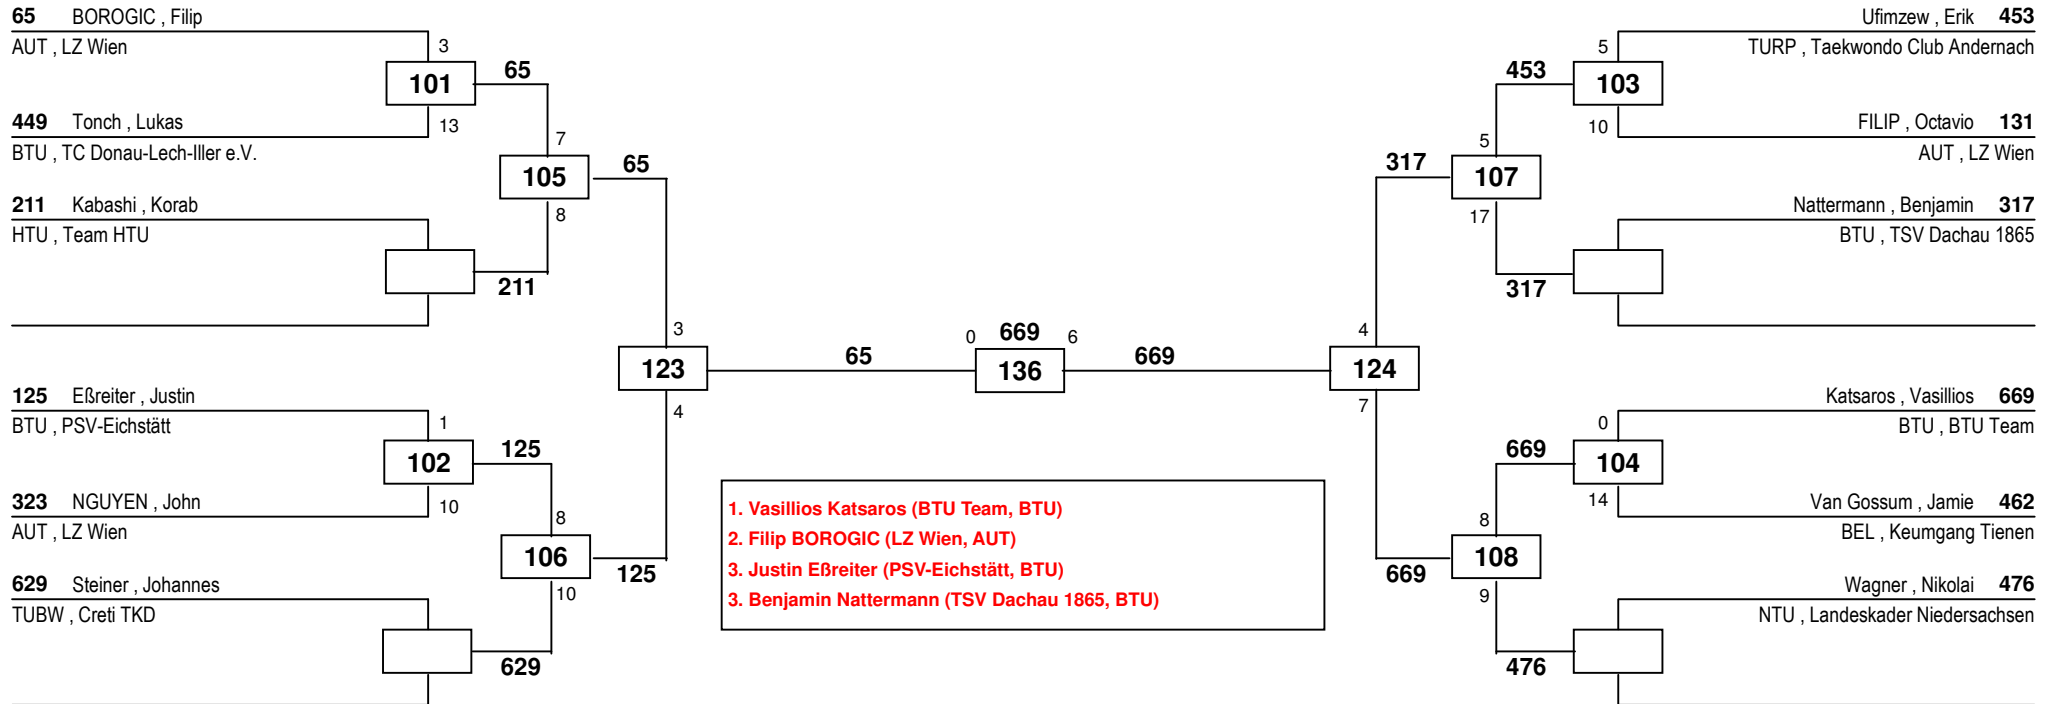 65 BOROGIC , Filip
AUT , LZ Wien
3
101
65
449 Tonch , Lukas
13
BTU , TC Donau-Lech-Iller e.V.
7
105
65
211 Kabashi , Korab
8
HTU , Team HTU
211
3
123
65
4
125 Eßreiter , Justin
BTU , PSV-Eichstätt
1
102
125
323 NGUYEN , John
10
AUT , LZ Wien
8
106
125
10
629 Steiner , Johannes
TUBW , Creti TKD
629
0 669 6
136
669
1. Vasillios Katsaros (BTU Team, BTU)
2. Filip BOROGIC (LZ Wien, AUT)
3. Justin Eßreiter (PSV-Eichstätt, BTU)
3. Benjamin Nattermann (TSV Dachau 1865, BTU)
Ufimzew , Erik 453
TURP , Taekwondo Club Andernach
5
453
103
10
FILIP , Octavio 131
AUT , LZ Wien
5
317
107
17
Nattermann , Benjamin 317
BTU , TSV Dachau 1865
317
4
124
7
Katsaros , Vasillios 669
BTU , BTU Team
0
669
104
14
Van Gossum , Jamie 462
BEL , Keumgang Tienen
8
108
669
9
Wagner , Nikolai 476
NTU , Landeskader Niedersachsen
476